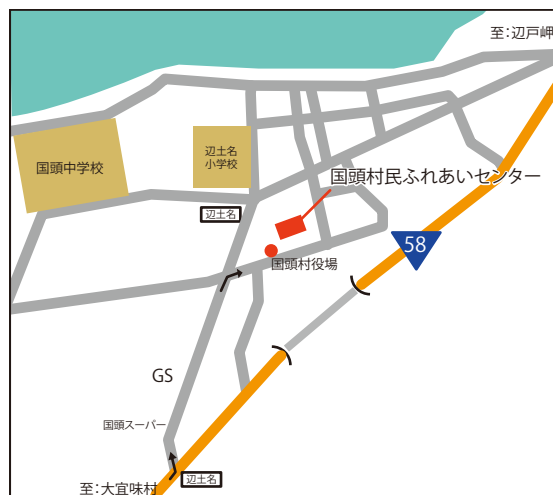 至:辺戸岬
国頭中学校
辺土名
小学校
国頭村民ふれあいセンター
辺土名
58
国頭村役場
GS
国頭スーパー
辺土名
至:大宜味村